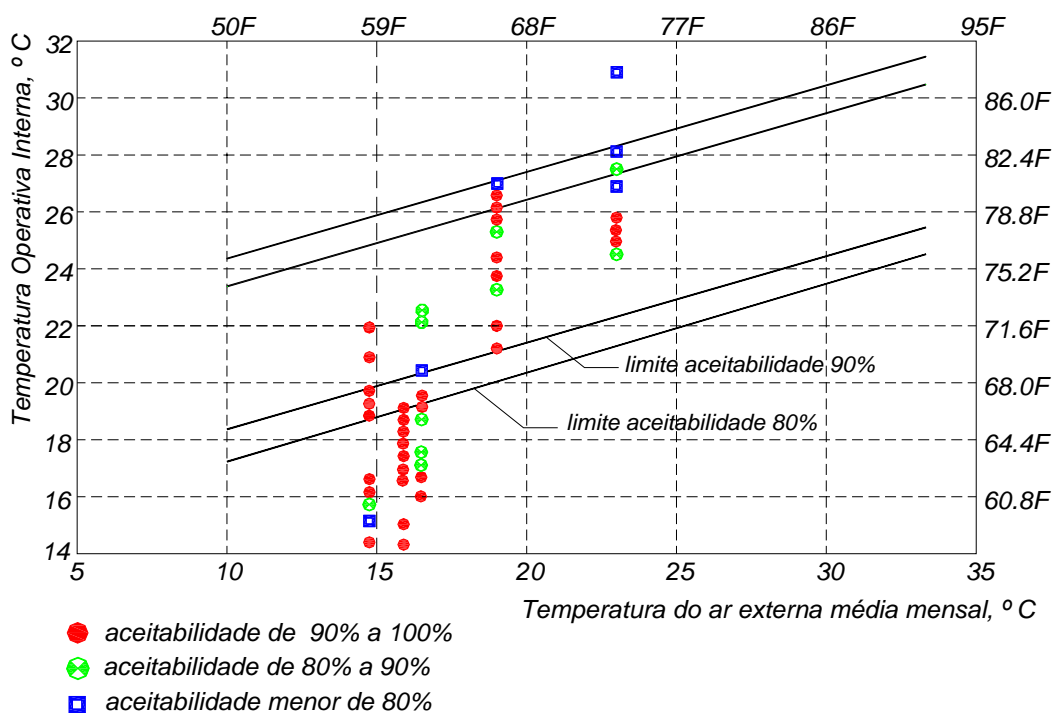 50F 59F 68F 77F 86F 95F
Temperatura Operativa Interna, º C
32
30
28
26
24
22
20
18
16
14
86.0F
82.4F
78.8F
75.2F
71.6F
68.0F
64.4F
60.8F
limite aceitabilidade 90%
limite aceitabilidade 80%
5 10 15 20 25 30 35
Temperatura do ar externa média mensal, º C
aceitabilidade de 90% a 100%
aceitabilidade de 80% a 90%
aceitabilidade menor de 80%